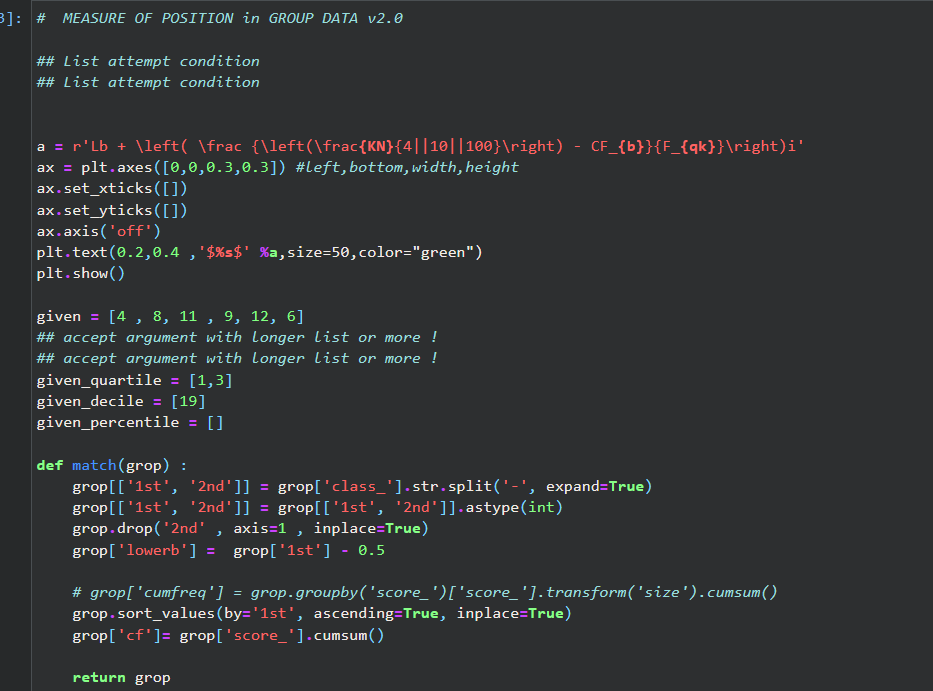 3]: #  MEASURE OF POSITION in GROUP DATA v2.0
## List attempt condition
## List attempt condition
a = r'Lb + \left( \frac {\left(\frac{KN}{4||10||100}\right) - CF_{b}}{F_{qk}}\right)i'
ax = plt.axes([0,0,0.3,0.3]) #left,bottom,width,height
ax.set_xticks([])
ax.set_yticks([])
ax.axis('off')
plt.text(0.2,0.4 ,'$%s$' %a,size=50,color="green")
plt.show()
given = [4 , 8, 11 , 9, 12, 6]
## accept argument with longer list or more !
## accept argument with longer list or more !
given_quartile = [1,3]
given_decile = [19]
given_percentile = []
def match(grop) :
    grop[['1st', '2nd']] = grop['class_'].str.split('-', expand=True)
    grop[['1st', '2nd']] = grop[['1st', '2nd']].astype(int)
    grop.drop('2nd' , axis=1 , inplace=True)
    grop['lowerb'] =  grop['1st'] - 0.5
    # grop['cumfreq'] = grop.groupby('score_')['score_'].transform('size').cumsum()
    grop.sort_values(by='1st', ascending=True, inplace=True)
    grop['cf']= grop['score_'].cumsum()
    return grop